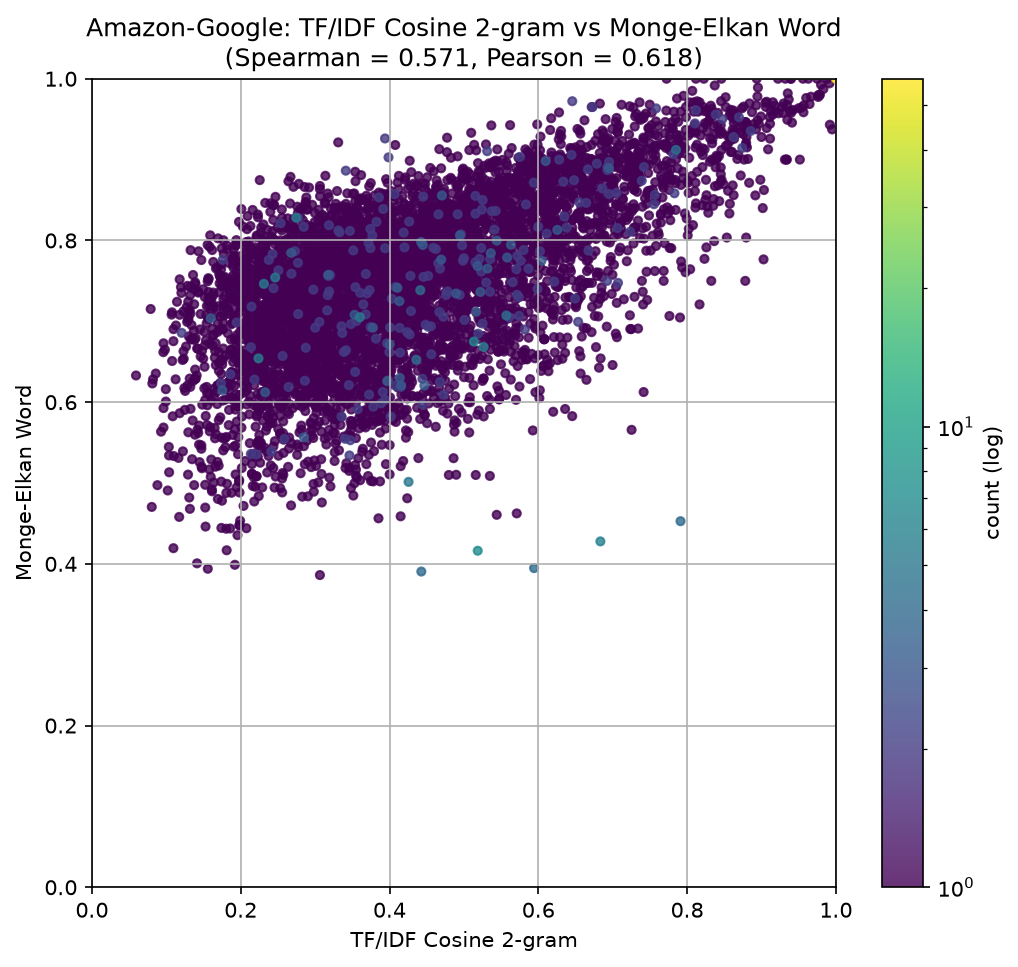 Amazon-Google: TF/IDF Cosine 2-gram vs Monge-Elkan Word
(Spearman = 0.571, Pearson = 0.618)
1.0
0.8
0.6
0.4
0.2
0.0
Monge-Elkan Word
0.0 0.2 0.4 0.6 0.8 1.0
TF/IDF Cosine 2-gram
10¹
10⁰
count (log)